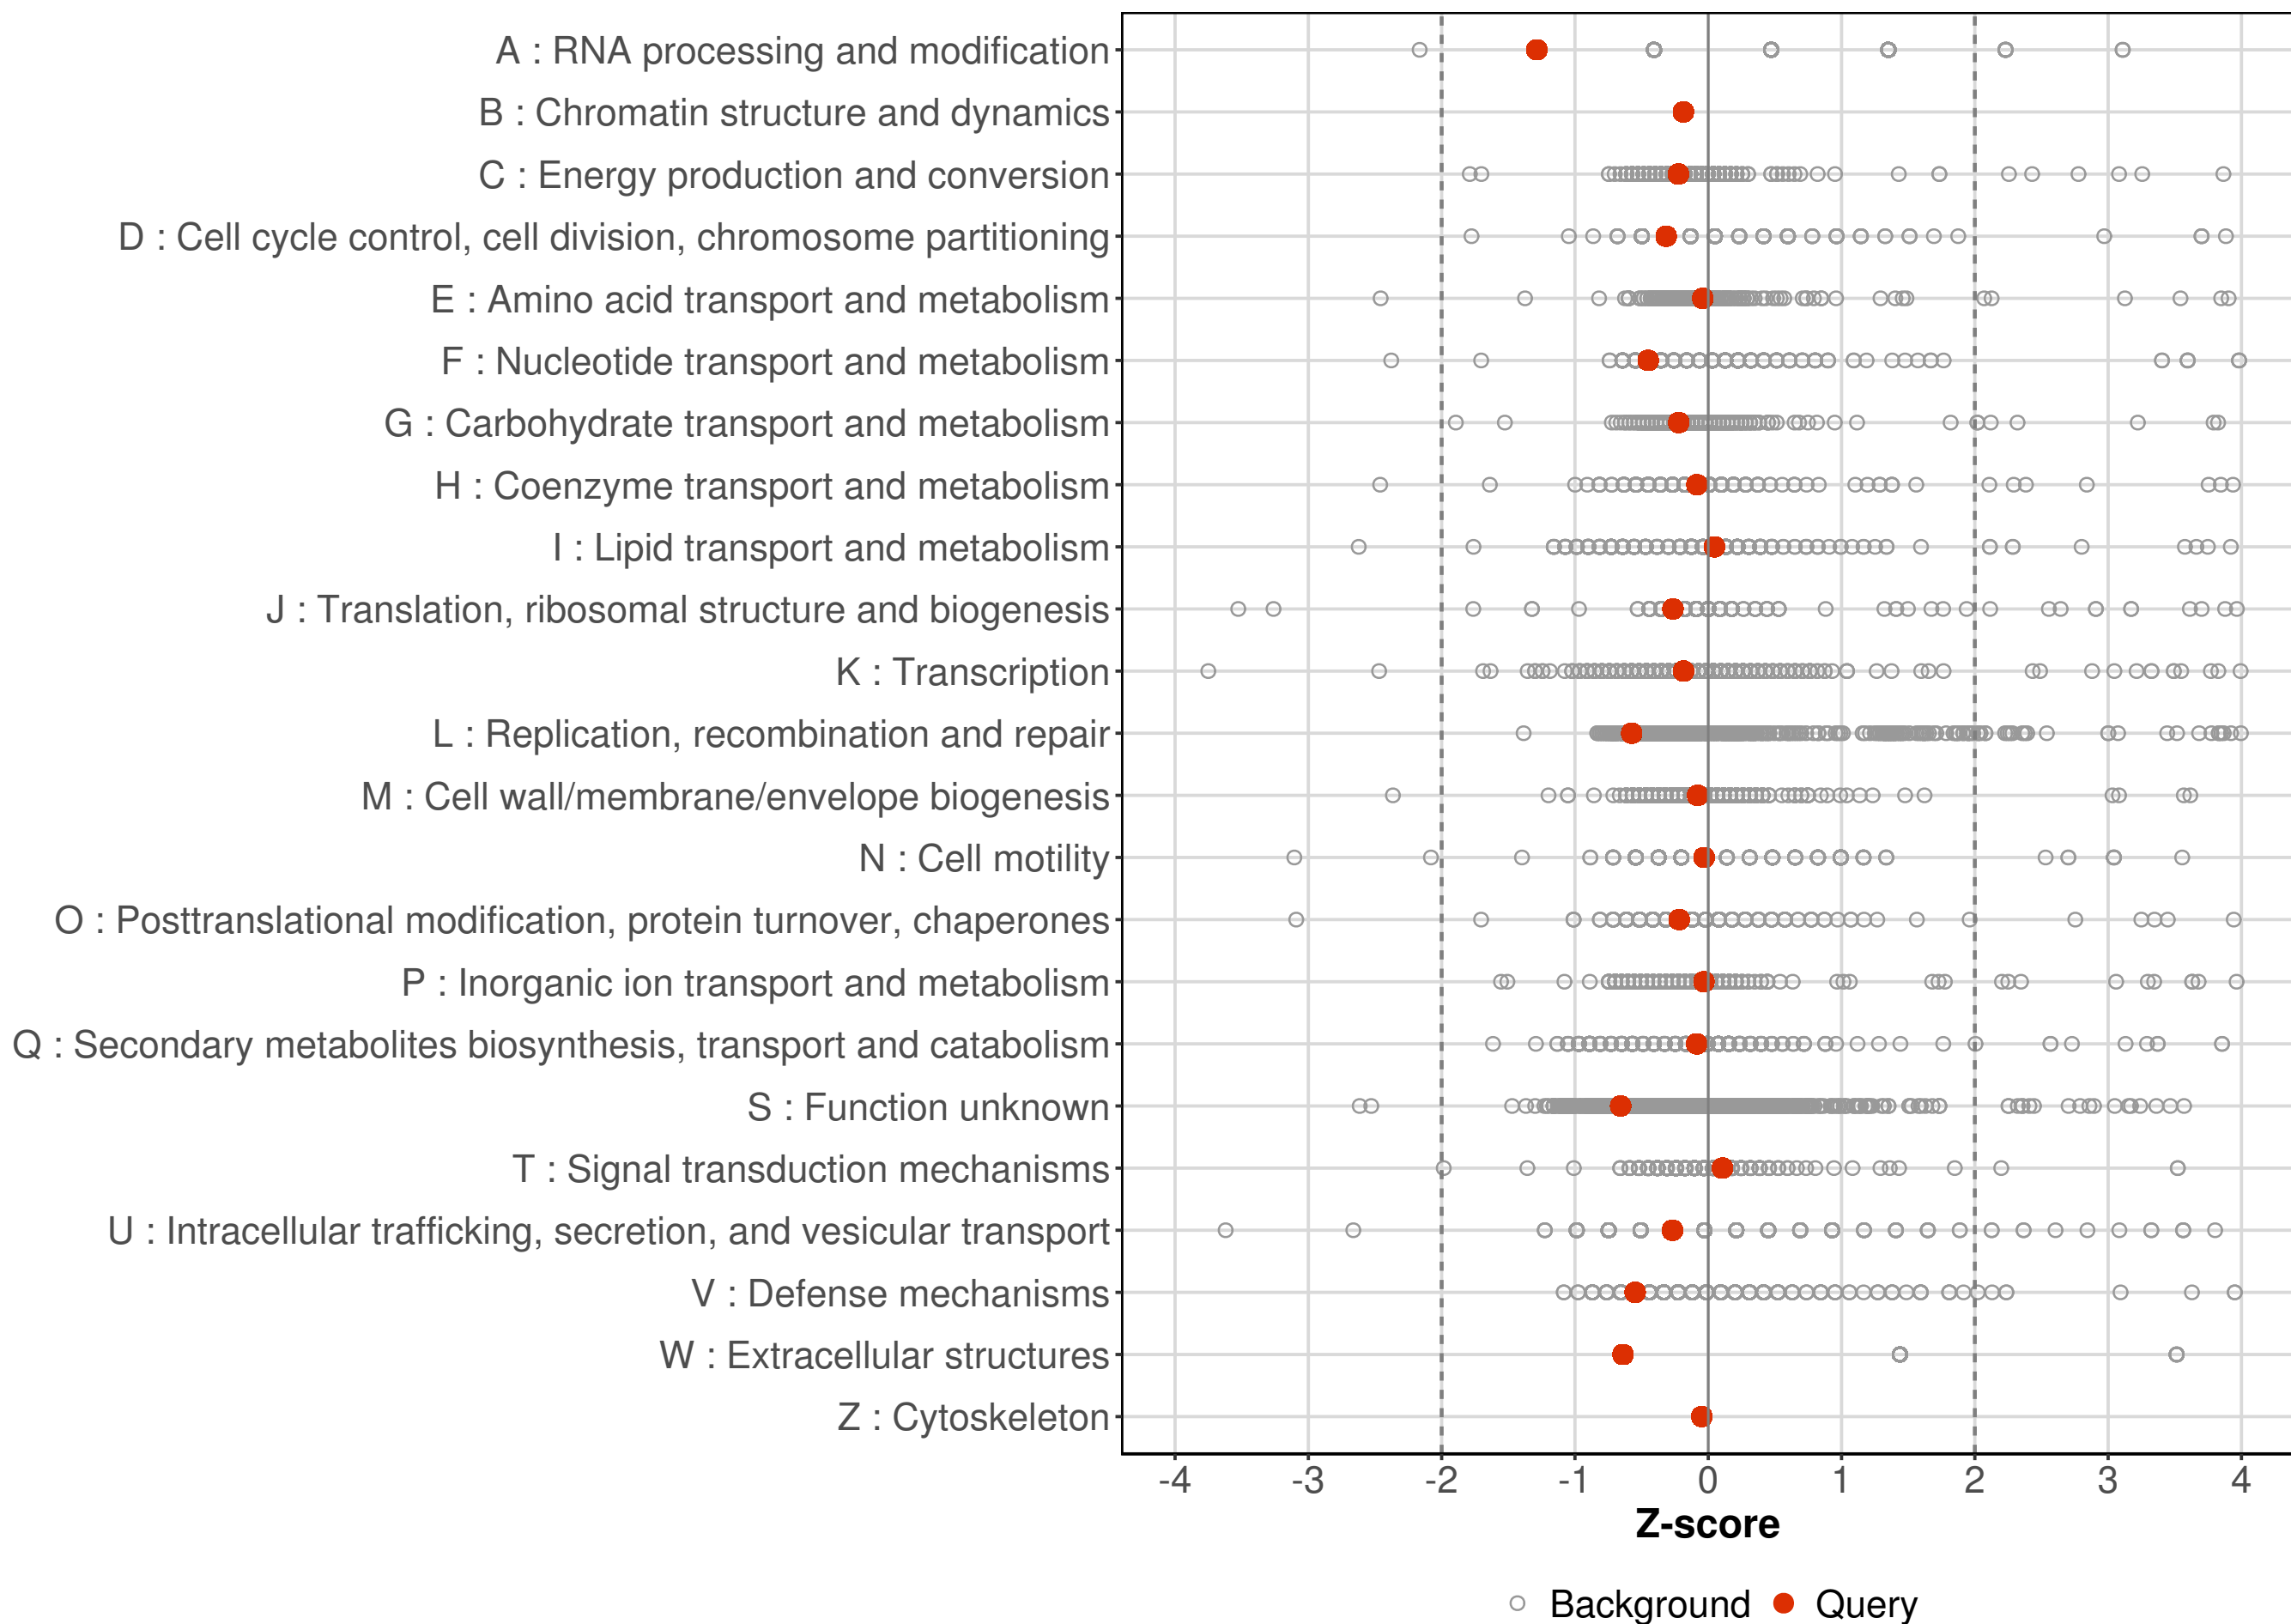 A : RNA processing and modification
B : Chromatin structure and dynamics
C : Energy production and conversion
D : Cell cycle control, cell division, chromosome partitioning
E : Amino acid transport and metabolism
F : Nucleotide transport and metabolism
G : Carbohydrate transport and metabolism
H : Coenzyme transport and metabolism
I : Lipid transport and metabolism
J : Translation, ribosomal structure and biogenesis
K : Transcription
L : Replication, recombination and repair
M : Cell wall/membrane/envelope biogenesis
N : Cell motility
O : Posttranslational modification, protein turnover, chaperones
P : Inorganic ion transport and metabolism
Q : Secondary metabolites biosynthesis, transport and catabolism
S : Function unknown
T : Signal transduction mechanisms
U : Intracellular trafficking, secretion, and vesicular transport
V : Defense mechanisms
W : Extracellular structures
Z : Cytoskeleton
-4 -3 -2 -1 0 1 2 3 4
Z-score
Background Query